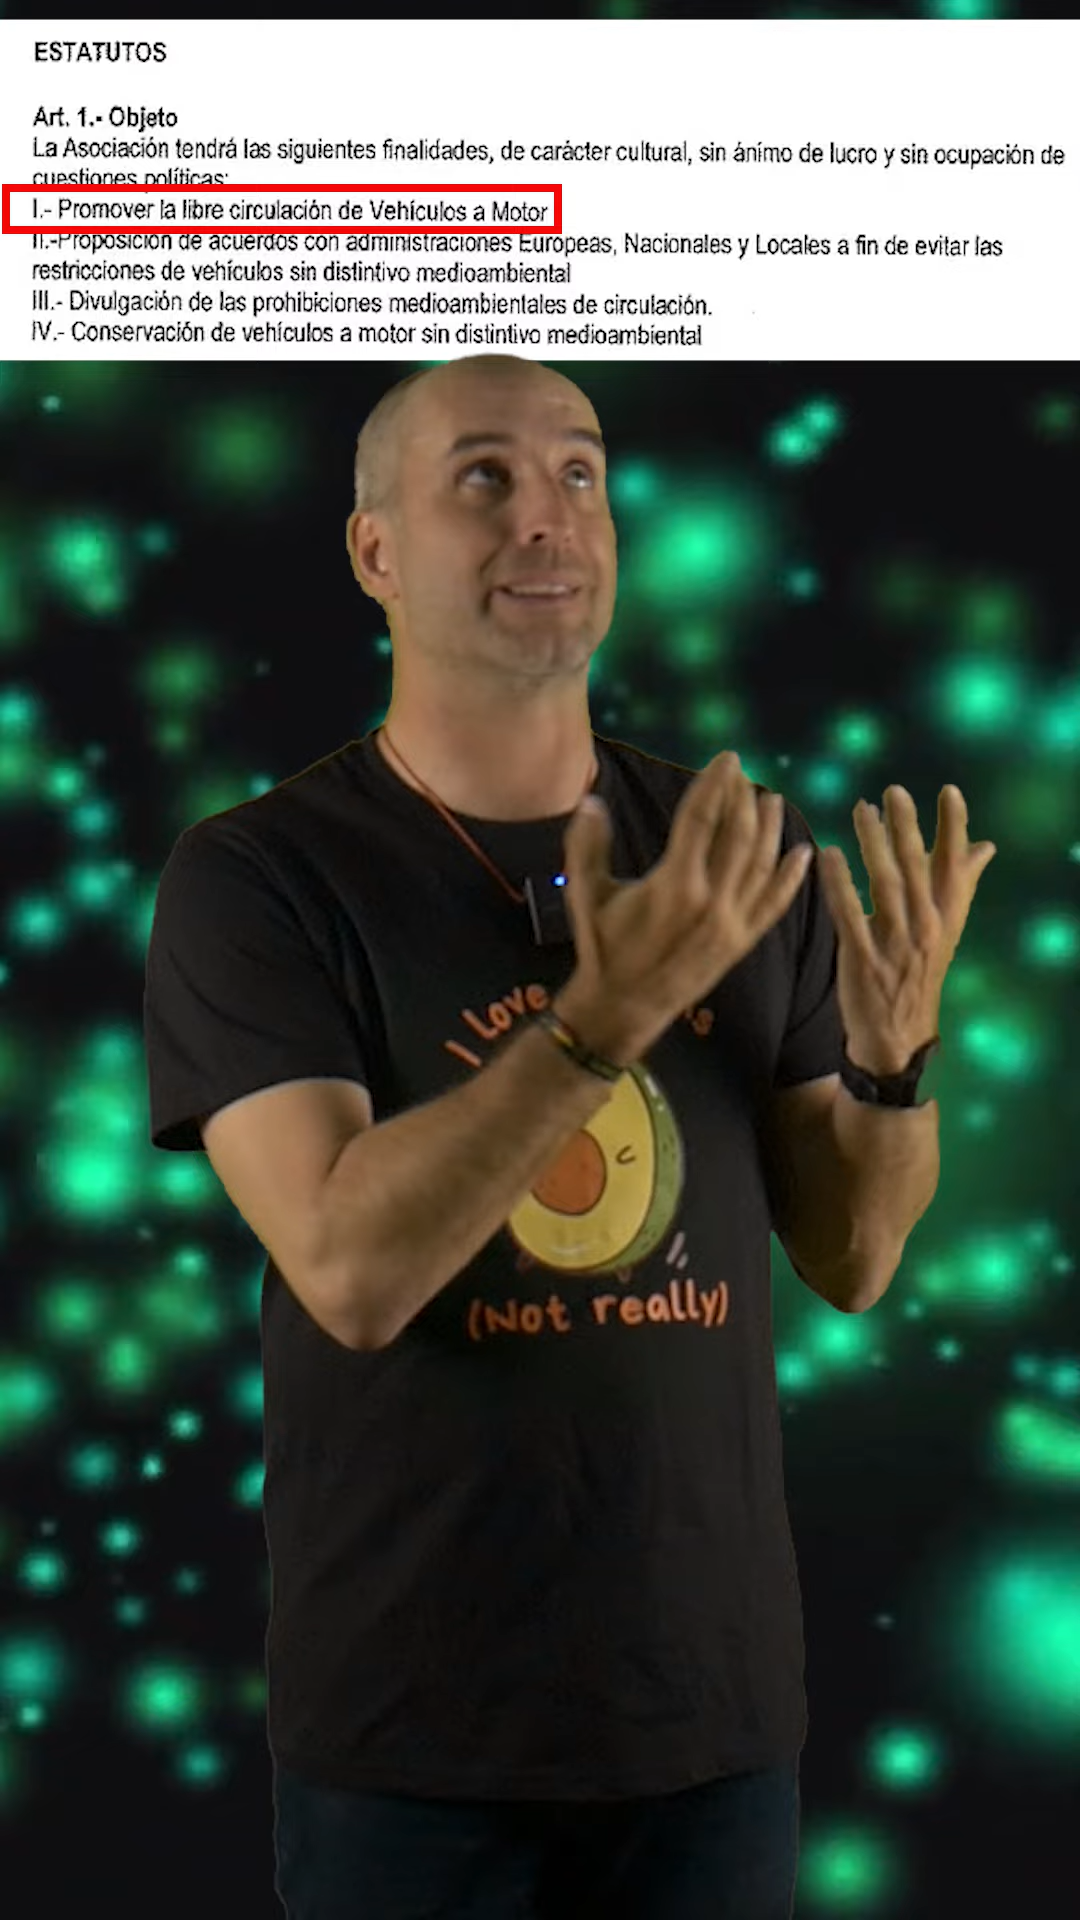 ESTATUTOS
Art. 1.- Objeto
La Asociación tendrá las siguientes finalidades, de carácter cultural, sin ánimo de lucro y sin ocupación de
cuestiones políticas:
I.- Promover la libre circulación de Vehículos a Motor
II.-Proposición de acuerdos con administraciones Europeas, Nacionales y Locales a fin de evitar las
restricciones de vehículos sin distintivo medioambiental
III.- Divulgación de las prohibiciones medioambientales de circulación.
IV.- Conservación de vehículos a motor sin distintivo medioambiental
I Love
(Not really)